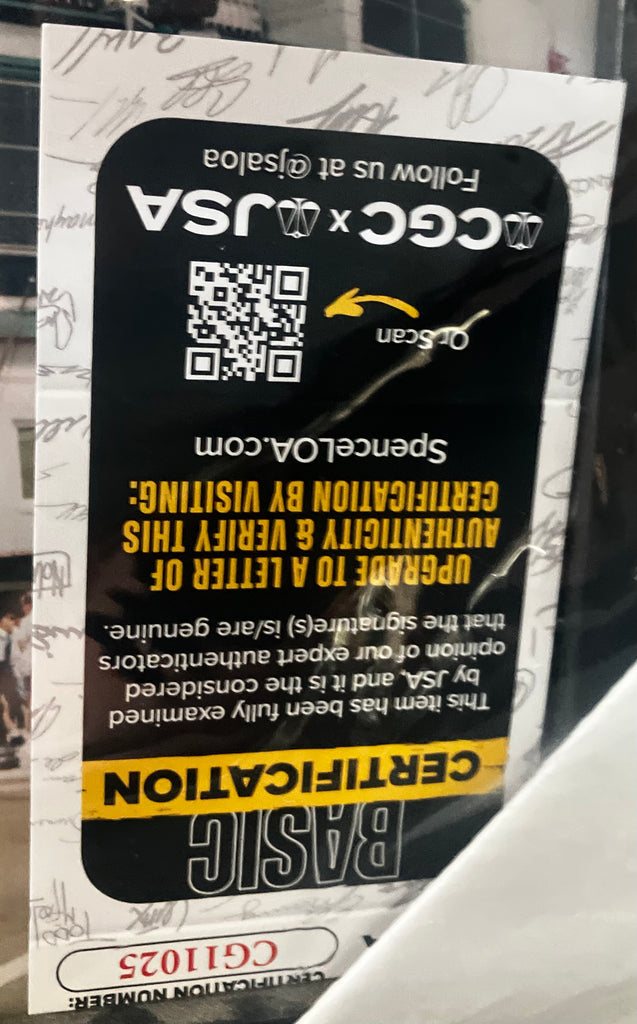 CERTIFICATION NUMBER:
CG11025
BASIC
CERTIFICATION
This item has been fully examined
by JSA, and it is the considered
opinion of our expert authenticators
that the signature(s) is/are genuine.
UPGRADE TO A LETTER OF
AUTHENTICITY & VERIFY THIS
CERTIFICATION BY VISITING:
SpenceLOA.com
Or Scan
CGC x JSA
Follow us at @jsaloa